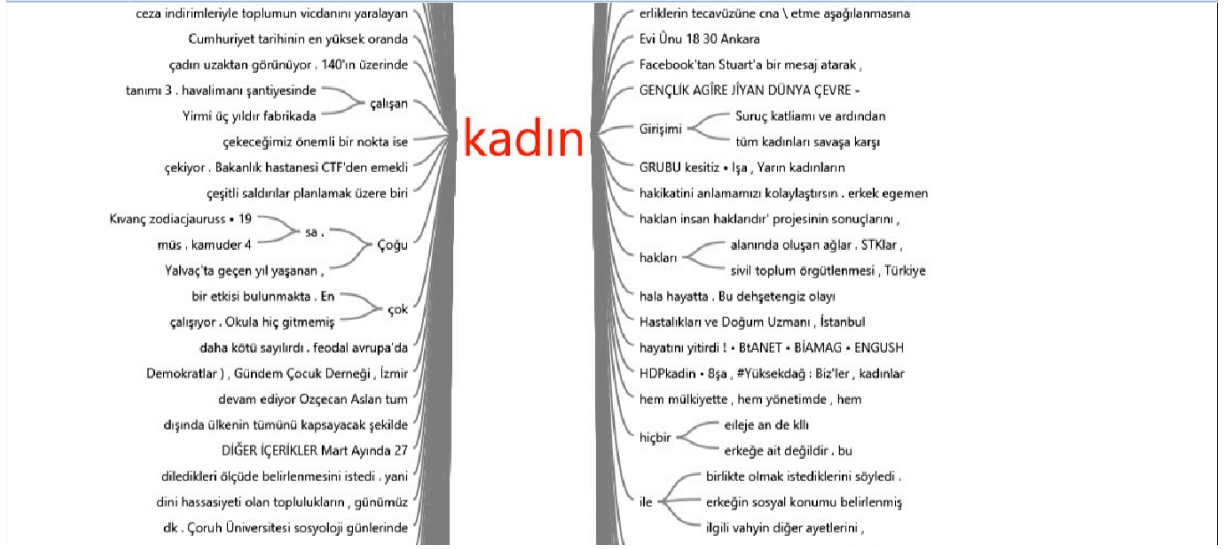 ceza indirimleriyle toplumun vicdanını yaralayan
Cumhuriyet tarihinin en yüksek oranda
çadırı uzaktan görünüyor . 140'ın üzerinde
tanımı 3 . havalimanı şantiyesinde
Yirmi üç yıldır fabrikada
çalışan
çekeceğimiz önemli bir nokta ise
çekiyor . Bakanlık hastanesi CTF'den emekli
çeşitli saldırılar planlamak üzere biri
Kıvanç zodiacjauruss • 19
müs . kamuder 4
sa .
Yalvaç'ta geçen yıl yaşanan ,
Çoğu
bir etkisi bulunmakta . En
çalışıyor . Okula hiç gitmemiş
çok
daha kötü sayılırdı . feodal avrupa'da
Demokratlar ) , Gündem Çocuk Derneği , İzmir
devam ediyor Ozçecan Aslan tum
dışında ülkenin tümünü kapsayacak şekilde
DİĞER İÇERİKLER Mart Ayında 27
diledikleri ölçüde belirlenmesini istedi . yani
dini hassasiyeti olan toplulukların , günümüz
dk . Çoruh Üniversitesi sosyoloji günlerinde
kadın
erliklerin tecavüzüne cna \ etme aşağılanmasına
Evi Ûnu 18 30 Ankara
Facebook'tan Stuart'a bir mesaj atarak ,
GENÇLİK AGİRE JİYAN DÜNYA ÇEVRE -
Girişimi
Suruç katliamı ve ardından
tüm kadınları savaşa karşı
GRUBU kesitiz • Işa , Yarın kadınların
hakikatini anlamamızı kolaylaştırsın . erkek egemen
haklan insan haklarıdır' projesinin sonuçlarını ,
hakları
alanında oluşan ağlar . STKlar ,
sivil toplum örgütlenmesi , Türkiye
hala hayatta . Bu dehşetengiz olayı
Hastalıkları ve Doğum Uzmanı , İstanbul
hayatını yitirdi ! • BtANET • BİAMAG • ENGUSH
HDPkadin • 8şa , #Yüksekdağ : Biz'ler , kadınlar
hem mülkiyette , hem yönetimde , hem
hiçbir
eıleje an de kllı
erkeğe ait değildir . bu
ile
birlikte olmak istediklerini söyledi .
erkeğin sosyal konumu belirlenmiş
ilgili vahyin diğer ayetlerini ,